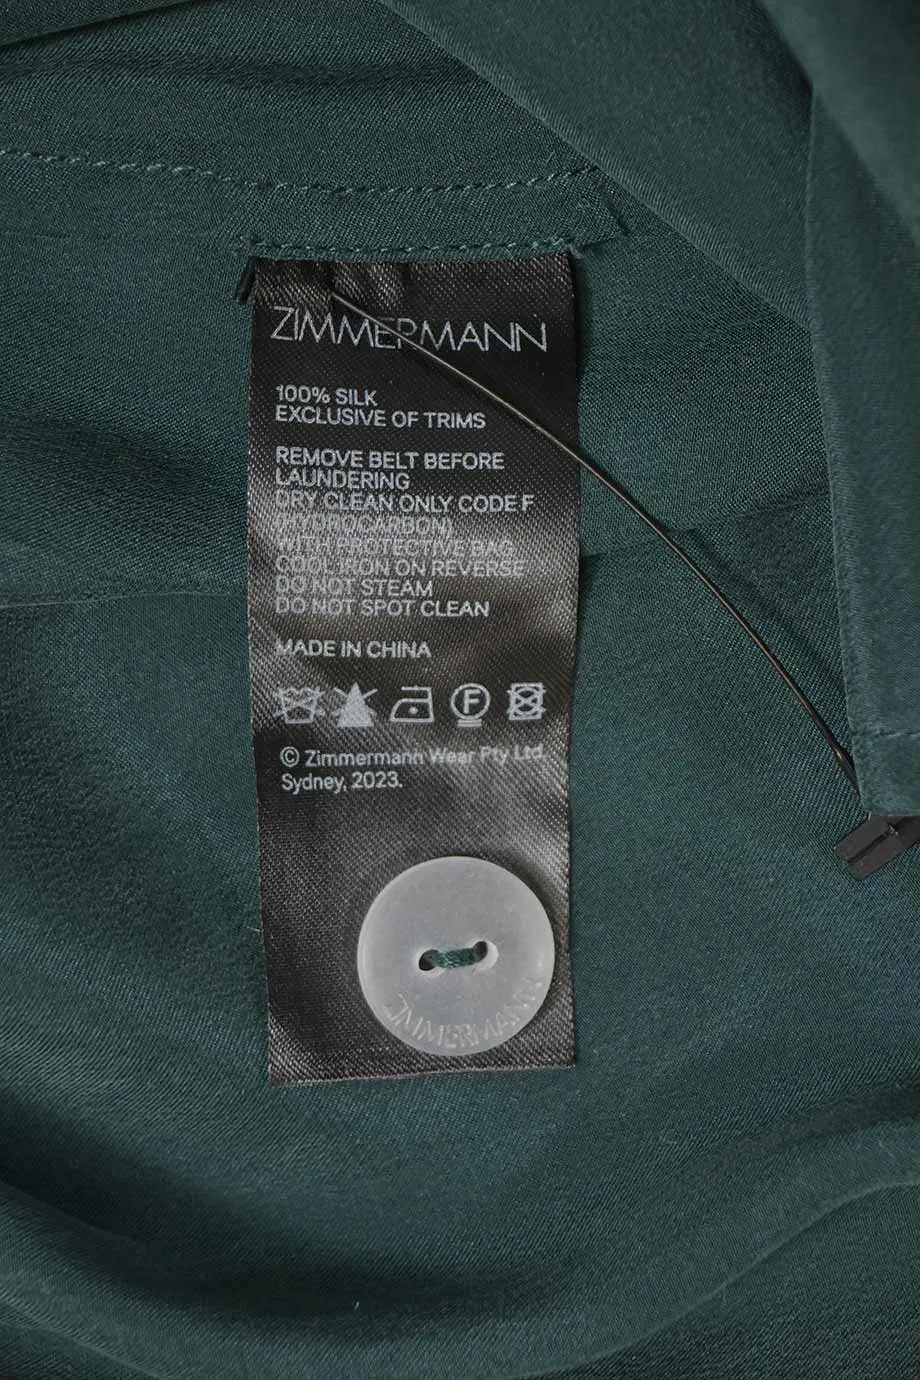 ZIMMERMANN
100% SILK
EXCLUSIVE OF TRIMS
REMOVE BELT BEFORE
LAUNDERING
DRY CLEAN ONLY CODE F
(HYDROCARBON)
WITH PROTECTIVE BAG
COOL IRON ON REVERSE
DO NOT STEAM
DO NOT SPOT CLEAN
MADE IN CHINA
F
© Zimmermann Wear Pty Ltd.
Sydney, 2023.
ZIMMERMANN